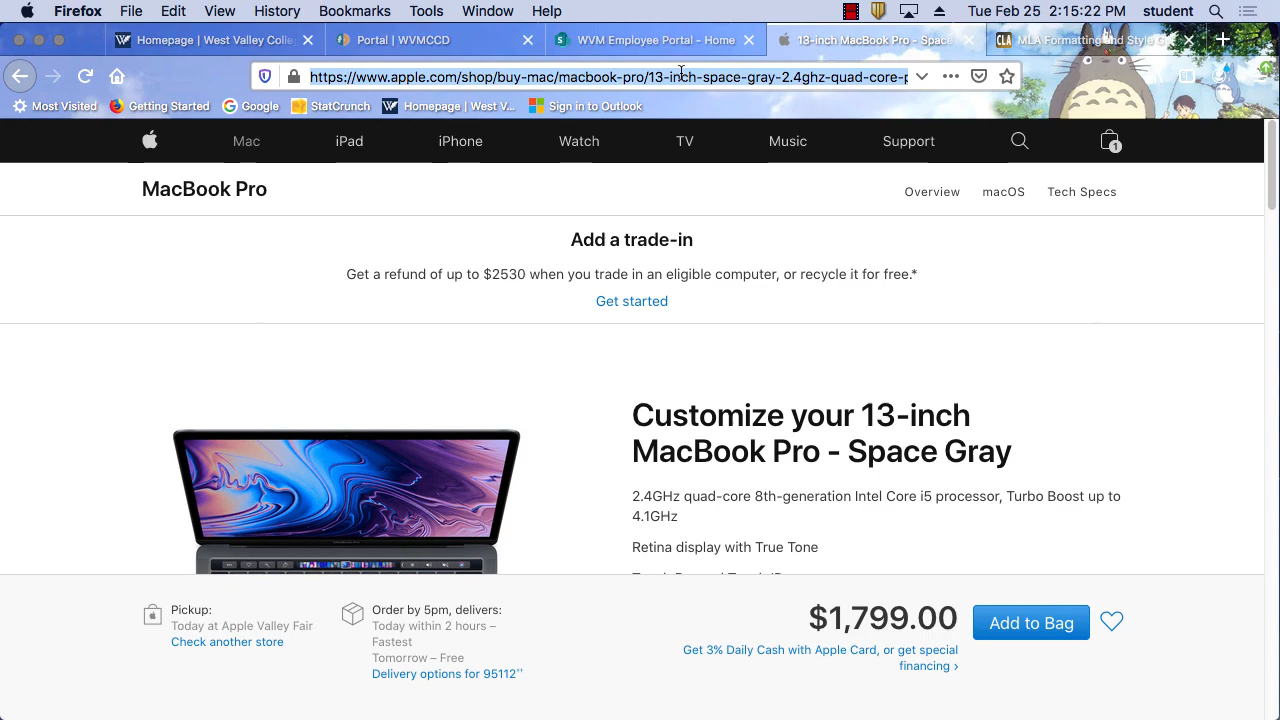 Firefox File Edit View History Bookmarks Tools Window Help Tue Feb 25 2:15:22 PM student
Homepage | West Valley Colle Portal | WVMCCD WVM Employee Portal - Home 13-inch MacBook Pro - Space MLA Formatting and Style G
https://www.apple.com/shop/buy-mac/macbook-pro/13-inch-space-gray-2.4ghz-quad-core-p
Most Visited Getting Started Google StatCrunch Homepage | West V... Sign in to Outlook
Mac iPad iPhone Watch TV Music Support 1
MacBook Pro Overview macOS Tech Specs
Add a trade-in
Get a refund of up to $2530 when you trade in an eligible computer, or recycle it for free.*
Get started
Customize your 13-inch
MacBook Pro - Space Gray
2.4GHz quad-core 8th-generation Intel Core i5 processor, Turbo Boost up to
4.1GHz
Retina display with True Tone
Pickup:
Today at Apple Valley Fair
Check another store
Order by 5pm, delivers:
Today within 2 hours –
Fastest
Tomorrow – Free
Delivery options for 95112⁺⁺
$1,799.00
Add to Bag
Get 3% Daily Cash with Apple Card, or get special
financing ›